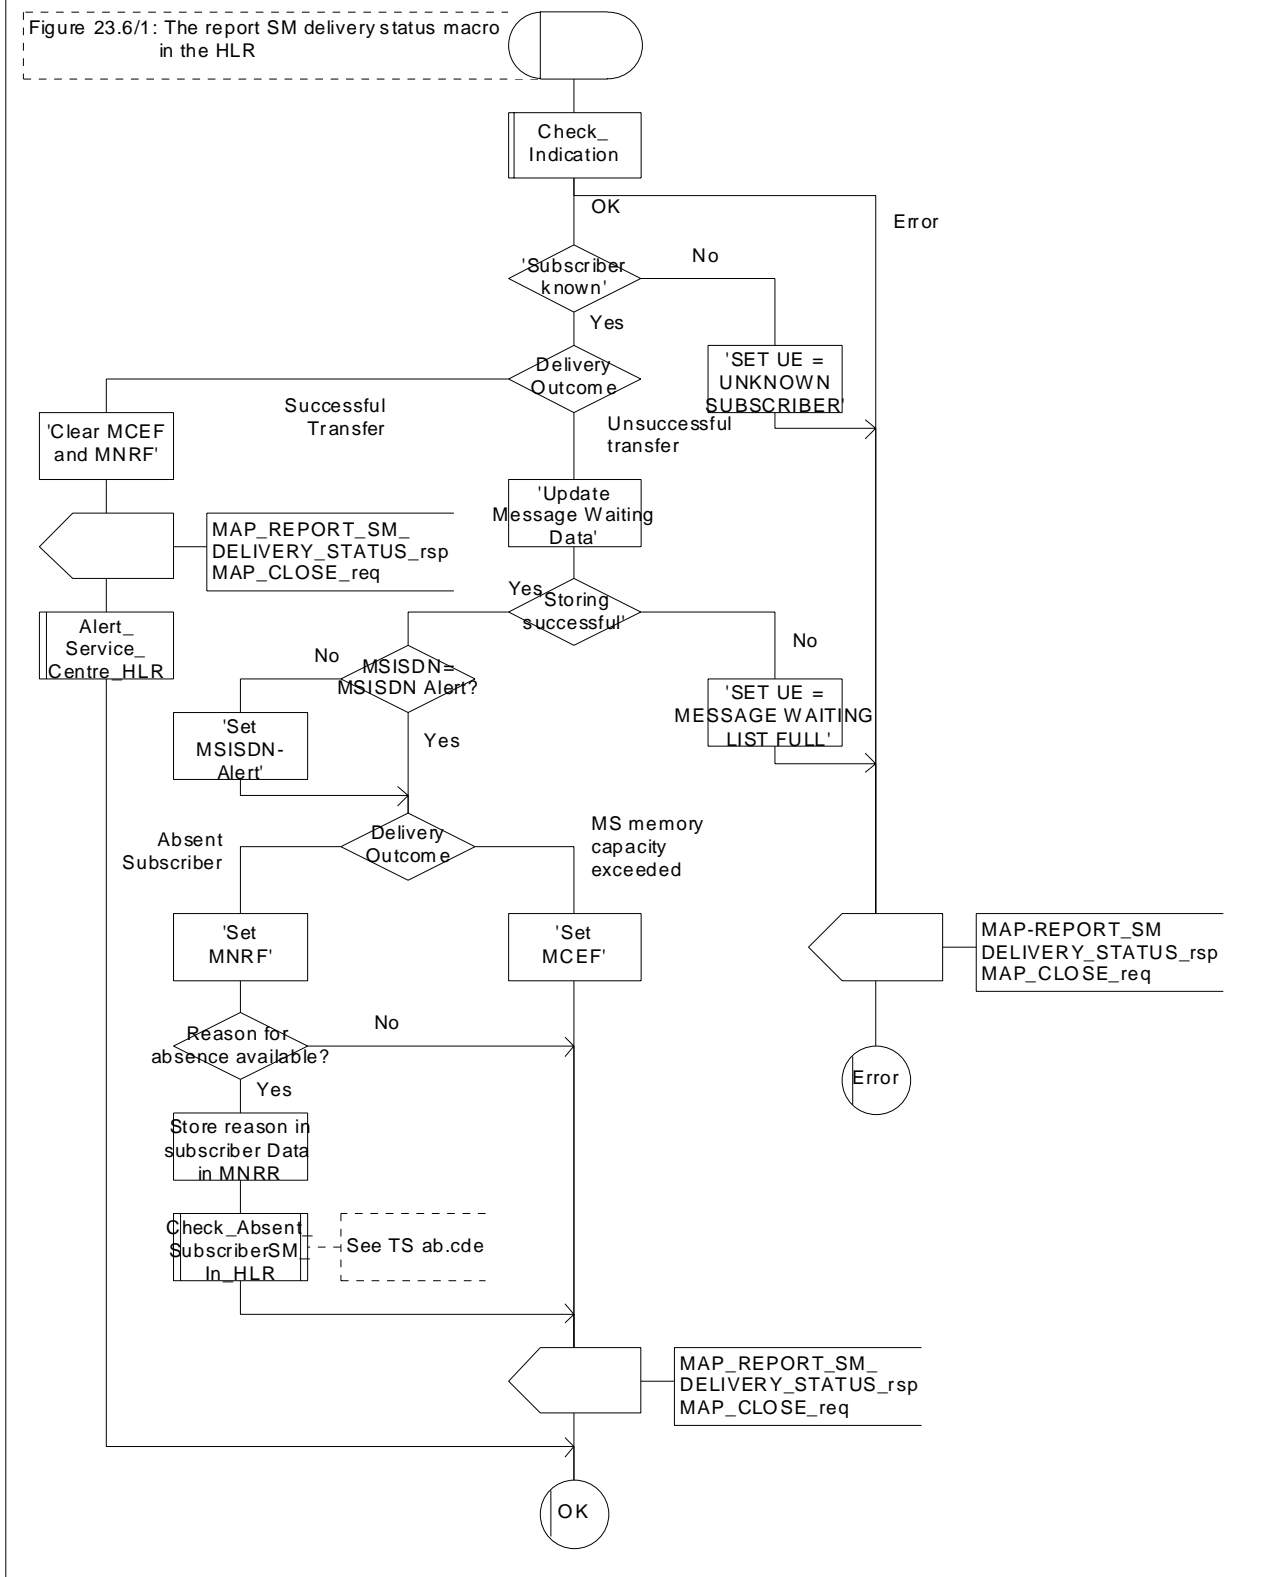 Figure 23.6/1: The report SM delivery status macro
in the HLR
Check_
Indication
OK
Error
'Subscriber
known'
No
Yes
Delivery
Outcome
'SET UE =
UNKNOWN
SUBSCRIBER'
Successful
Transfer
Unsuccessful
transfer
'Clear MCEF
and MNRF'
'Update
Message Waiting
Data'
MAP_REPORT_SM_
DELIVERY_STATUS_rsp
MAP_CLOSE_req
Yes
Storing
successful'
No
Alert_
Service_
Centre_HLR
No
MSISDN=
MSISDN Alert?
'SET UE =
MESSAGE WAITING
LIST FULL'
'Set
MSISDN-
Alert'
Yes
Absent
Subscriber
Delivery
Outcome
MS memory
capacity
exceeded
'Set
MNRF'
'Set
MCEF'
MAP-REPORT_SM
DELIVERY_STATUS_rsp
MAP_CLOSE_req
Reason for
absence available?
No
Yes
Error
Store reason in
subscriber Data
in MNRR
Check_Absent_
SubscriberSM_
In_HLR
See TS ab.cde
MAP_REPORT_SM_
DELIVERY_STATUS_rsp
MAP_CLOSE_req
OK